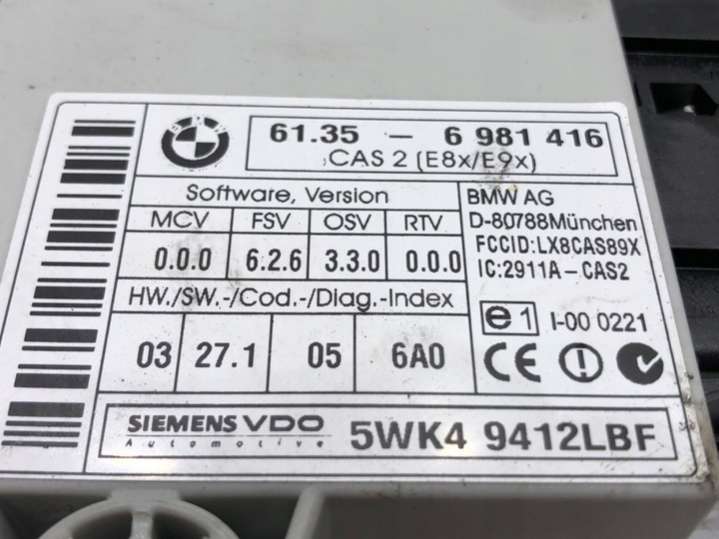 BMW
61.35 - 6 981 416
CAS 2 (E8x/E9x)
Software, Version
MCV FSV OSV RTV
0.0.0 6.2.6 3.3.0 0.0.0
HW./SW.-/Cod.-/Diag.-Index
03 27.1 05 6A0
BMW AG
D-80788München
FCCID:LX8CAS89X
IC:2911A-CAS2
e1 I-00 0221
CE
SIEMENS VDO
Automotive
5WK4 9412LBF